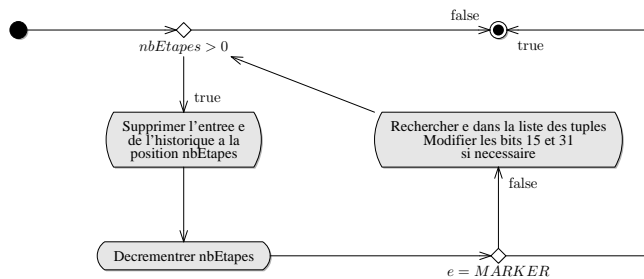 false
nbEtapes > 0
true
true
Supprimer l'entree e
de l'historique a la
position nbEtapes
Rechercher e dans la liste des tuples
Modifier les bits 15 et 31
si necessaire
false
Decrementrer nbEtapes
e = MARKER